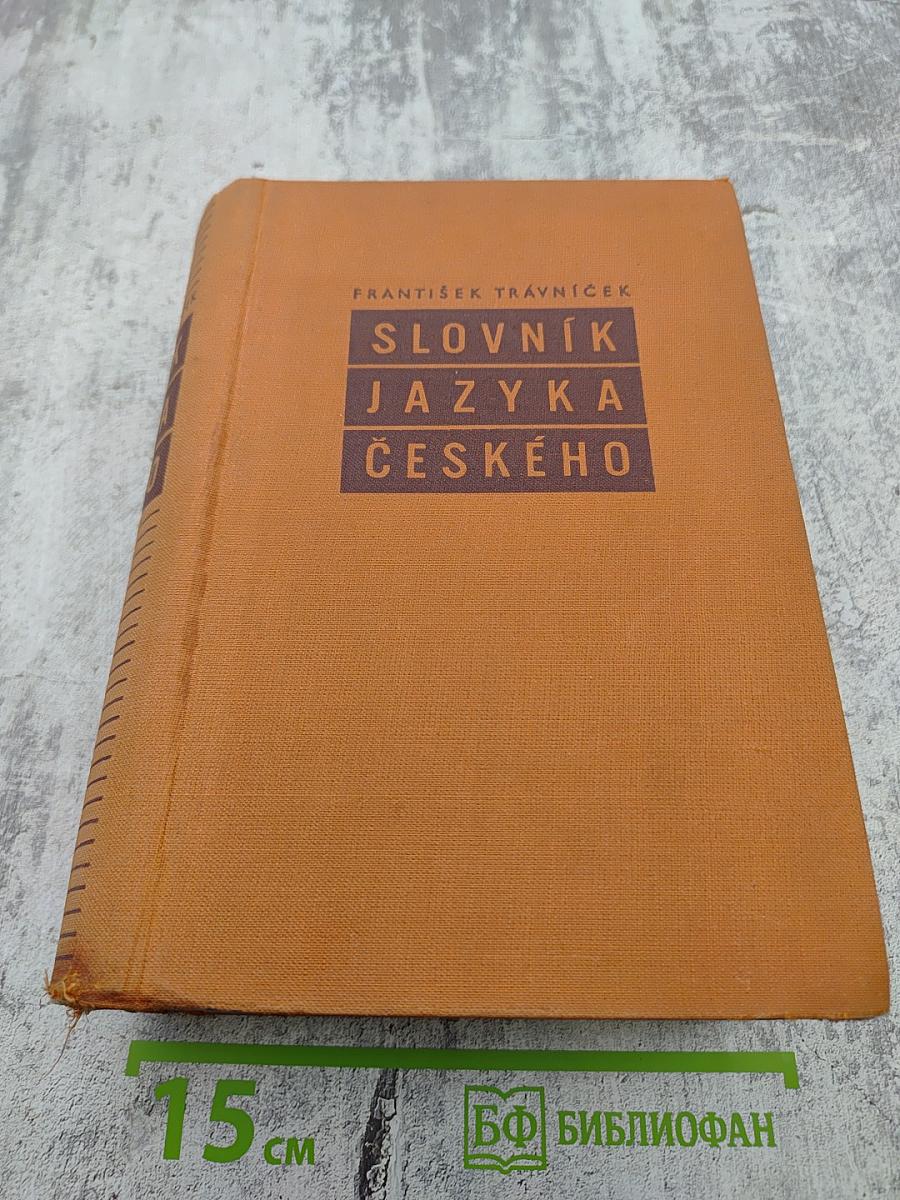 FRANTIŠEK TRÁVNÍČEK
SLOVNÍK
JAZYKA
ČESKÉHO
15 см
БФ БИБЛИОФАН